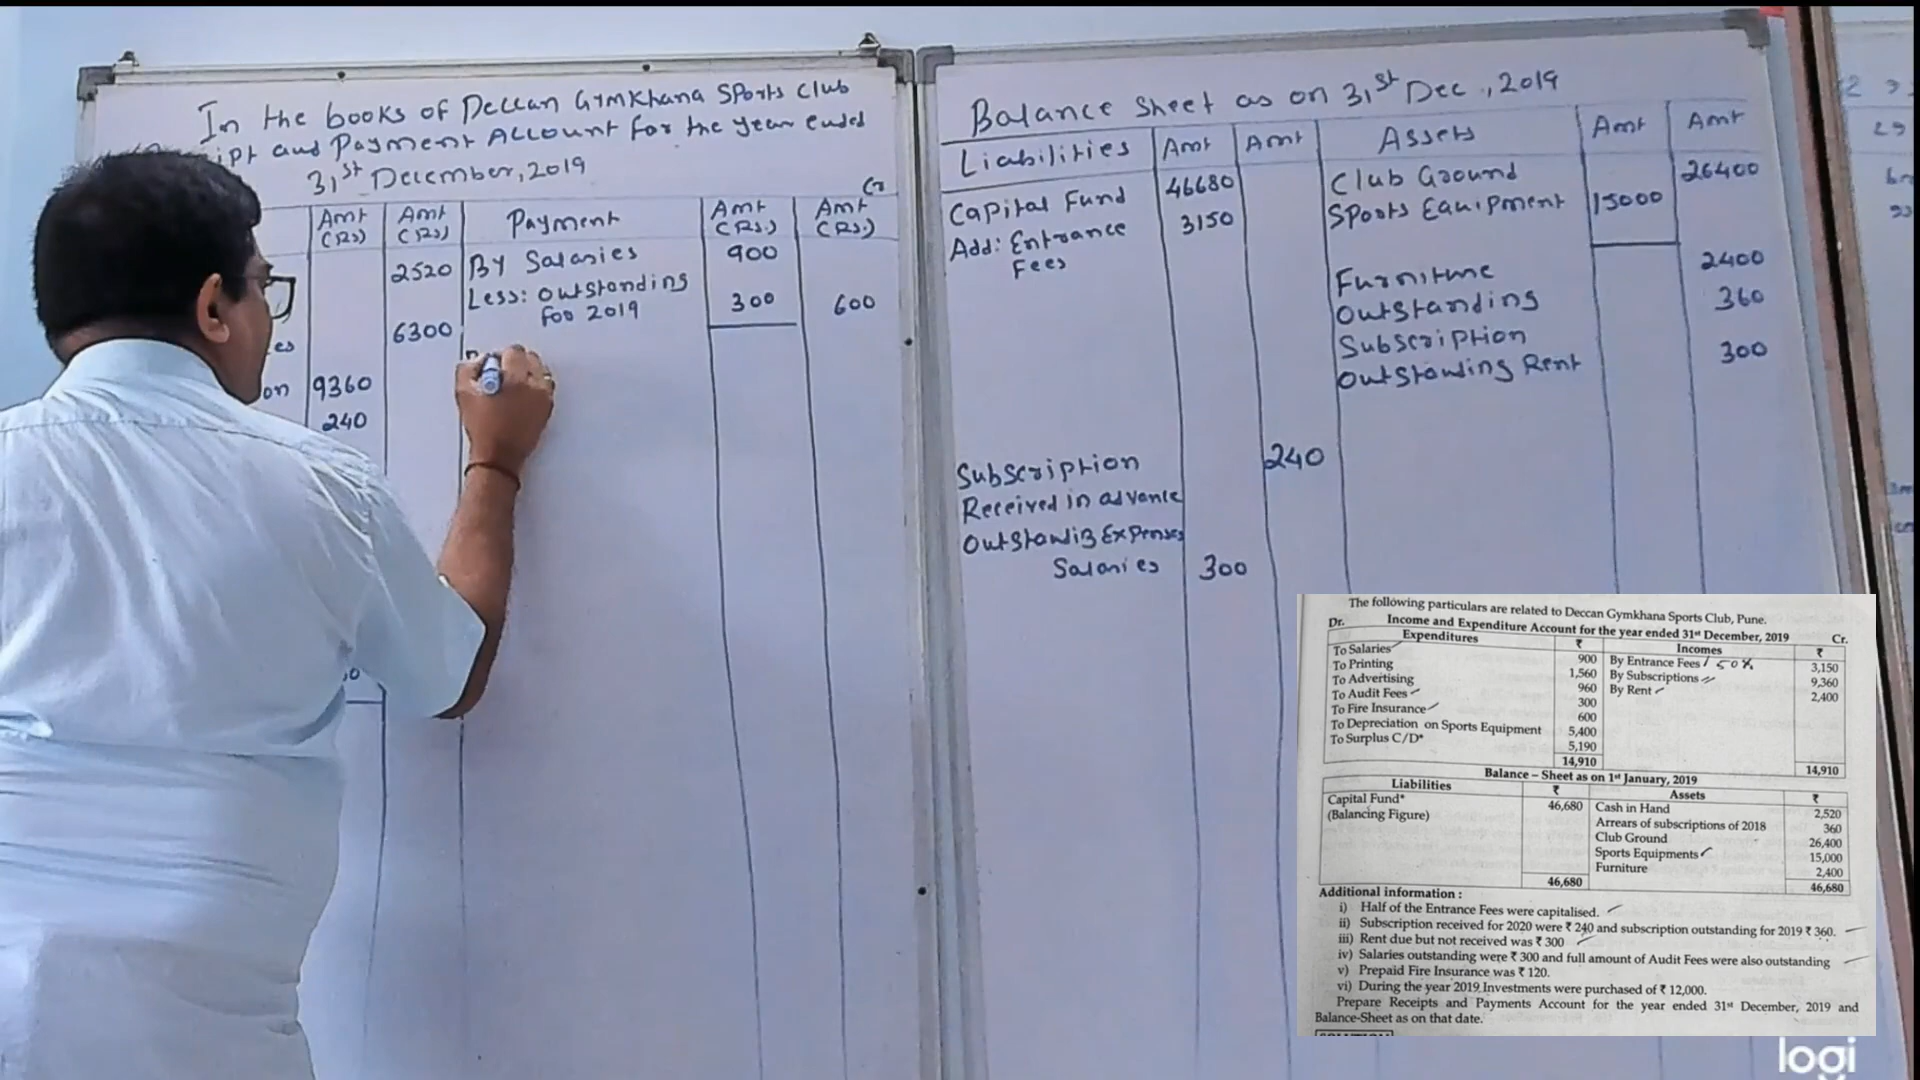 In the books of Deccan Gymkhana Sports Club
ipt and Payment Account for the year ended
31st December, 2019
Cr
Amt (Rs) Amt (Rs) Payment Amt (Rs.) Amt (Rs.)
2520 By Salaries 900
Less: Outstanding for 2019 300 600
6300
es
on 9360
240
Balance Sheet as on 31st Dec., 2019
Liabilities Amt Amt Assets Amt Amt
Capital Fund 46680 Club Ground 26400
Add: Entrance Fees 3150 Sports Equipment 15000
Furniture 2400
Outstanding Subscription 360
Outstanding Rent 300
Subscription 240
Received in advance
Outstandig Expenses
Salaries 300
The following particulars are related to Deccan Gymkhana Sports Club, Pune.
Dr. Income and Expenditure Account for the year ended 31st December, 2019 Cr.
Expenditures ₹ Incomes ₹
To Salaries 900 By Entrance Fees / 50% 3,150
To Printing 1,560 By Subscriptions 9,360
To Advertising 960 By Rent 2,400
To Audit Fees 300
To Fire Insurance 600
To Depreciation on Sports Equipment 5,400
To Surplus C/D* 5,190
14,910 14,910
Balance – Sheet as on 1st January, 2019
Liabilities ₹ Assets ₹
Capital Fund* 46,680 Cash in Hand 2,520
(Balancing Figure) Arrears of subscriptions of 2018 360
Club Ground 26,400
Sports Equipments 15,000
Furniture 2,400
46,680 46,680
Additional information :
i) Half of the Entrance Fees were capitalised.
ii) Subscription received for 2020 were ₹ 240 and subscription outstanding for 2019 ₹ 360.
iii) Rent due but not received was ₹ 300
iv) Salaries outstanding were ₹ 300 and full amount of Audit Fees were also outstanding
v) Prepaid Fire Insurance was ₹ 120.
vi) During the year 2019 Investments were purchased of ₹ 12,000.
Prepare Receipts and Payments Account for the year ended 31st December, 2019 and
Balance-Sheet as on that date.
logi